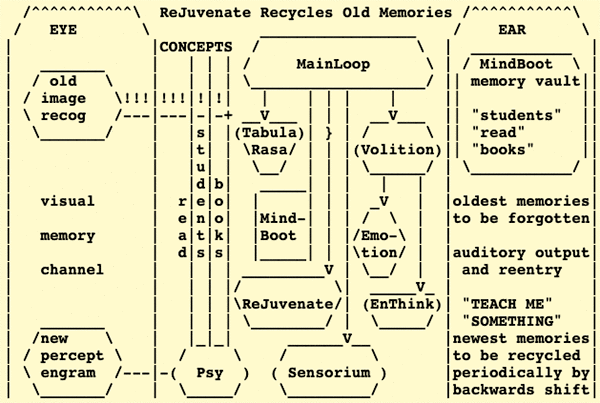 ReJuvenate Recycles Old Memories
EYE
EAR
CONCEPTS
MainLoop
MindBoot
memory vault
old
image
recog
"students"
"read"
"books"
(Tabula)
Rasa
(Volition)
students
books
read
visual
memory
channel
Mind-
Boot
Emo-
tion
oldest memories
to be forgotten
auditory output
and reentry
ReJuvenate
(EnThink)
"TEACH ME"
"SOMETHING"
new
percept
engram
( Psy )
( Sensorium )
newest memories
to be recycled
periodically by
backwards shift